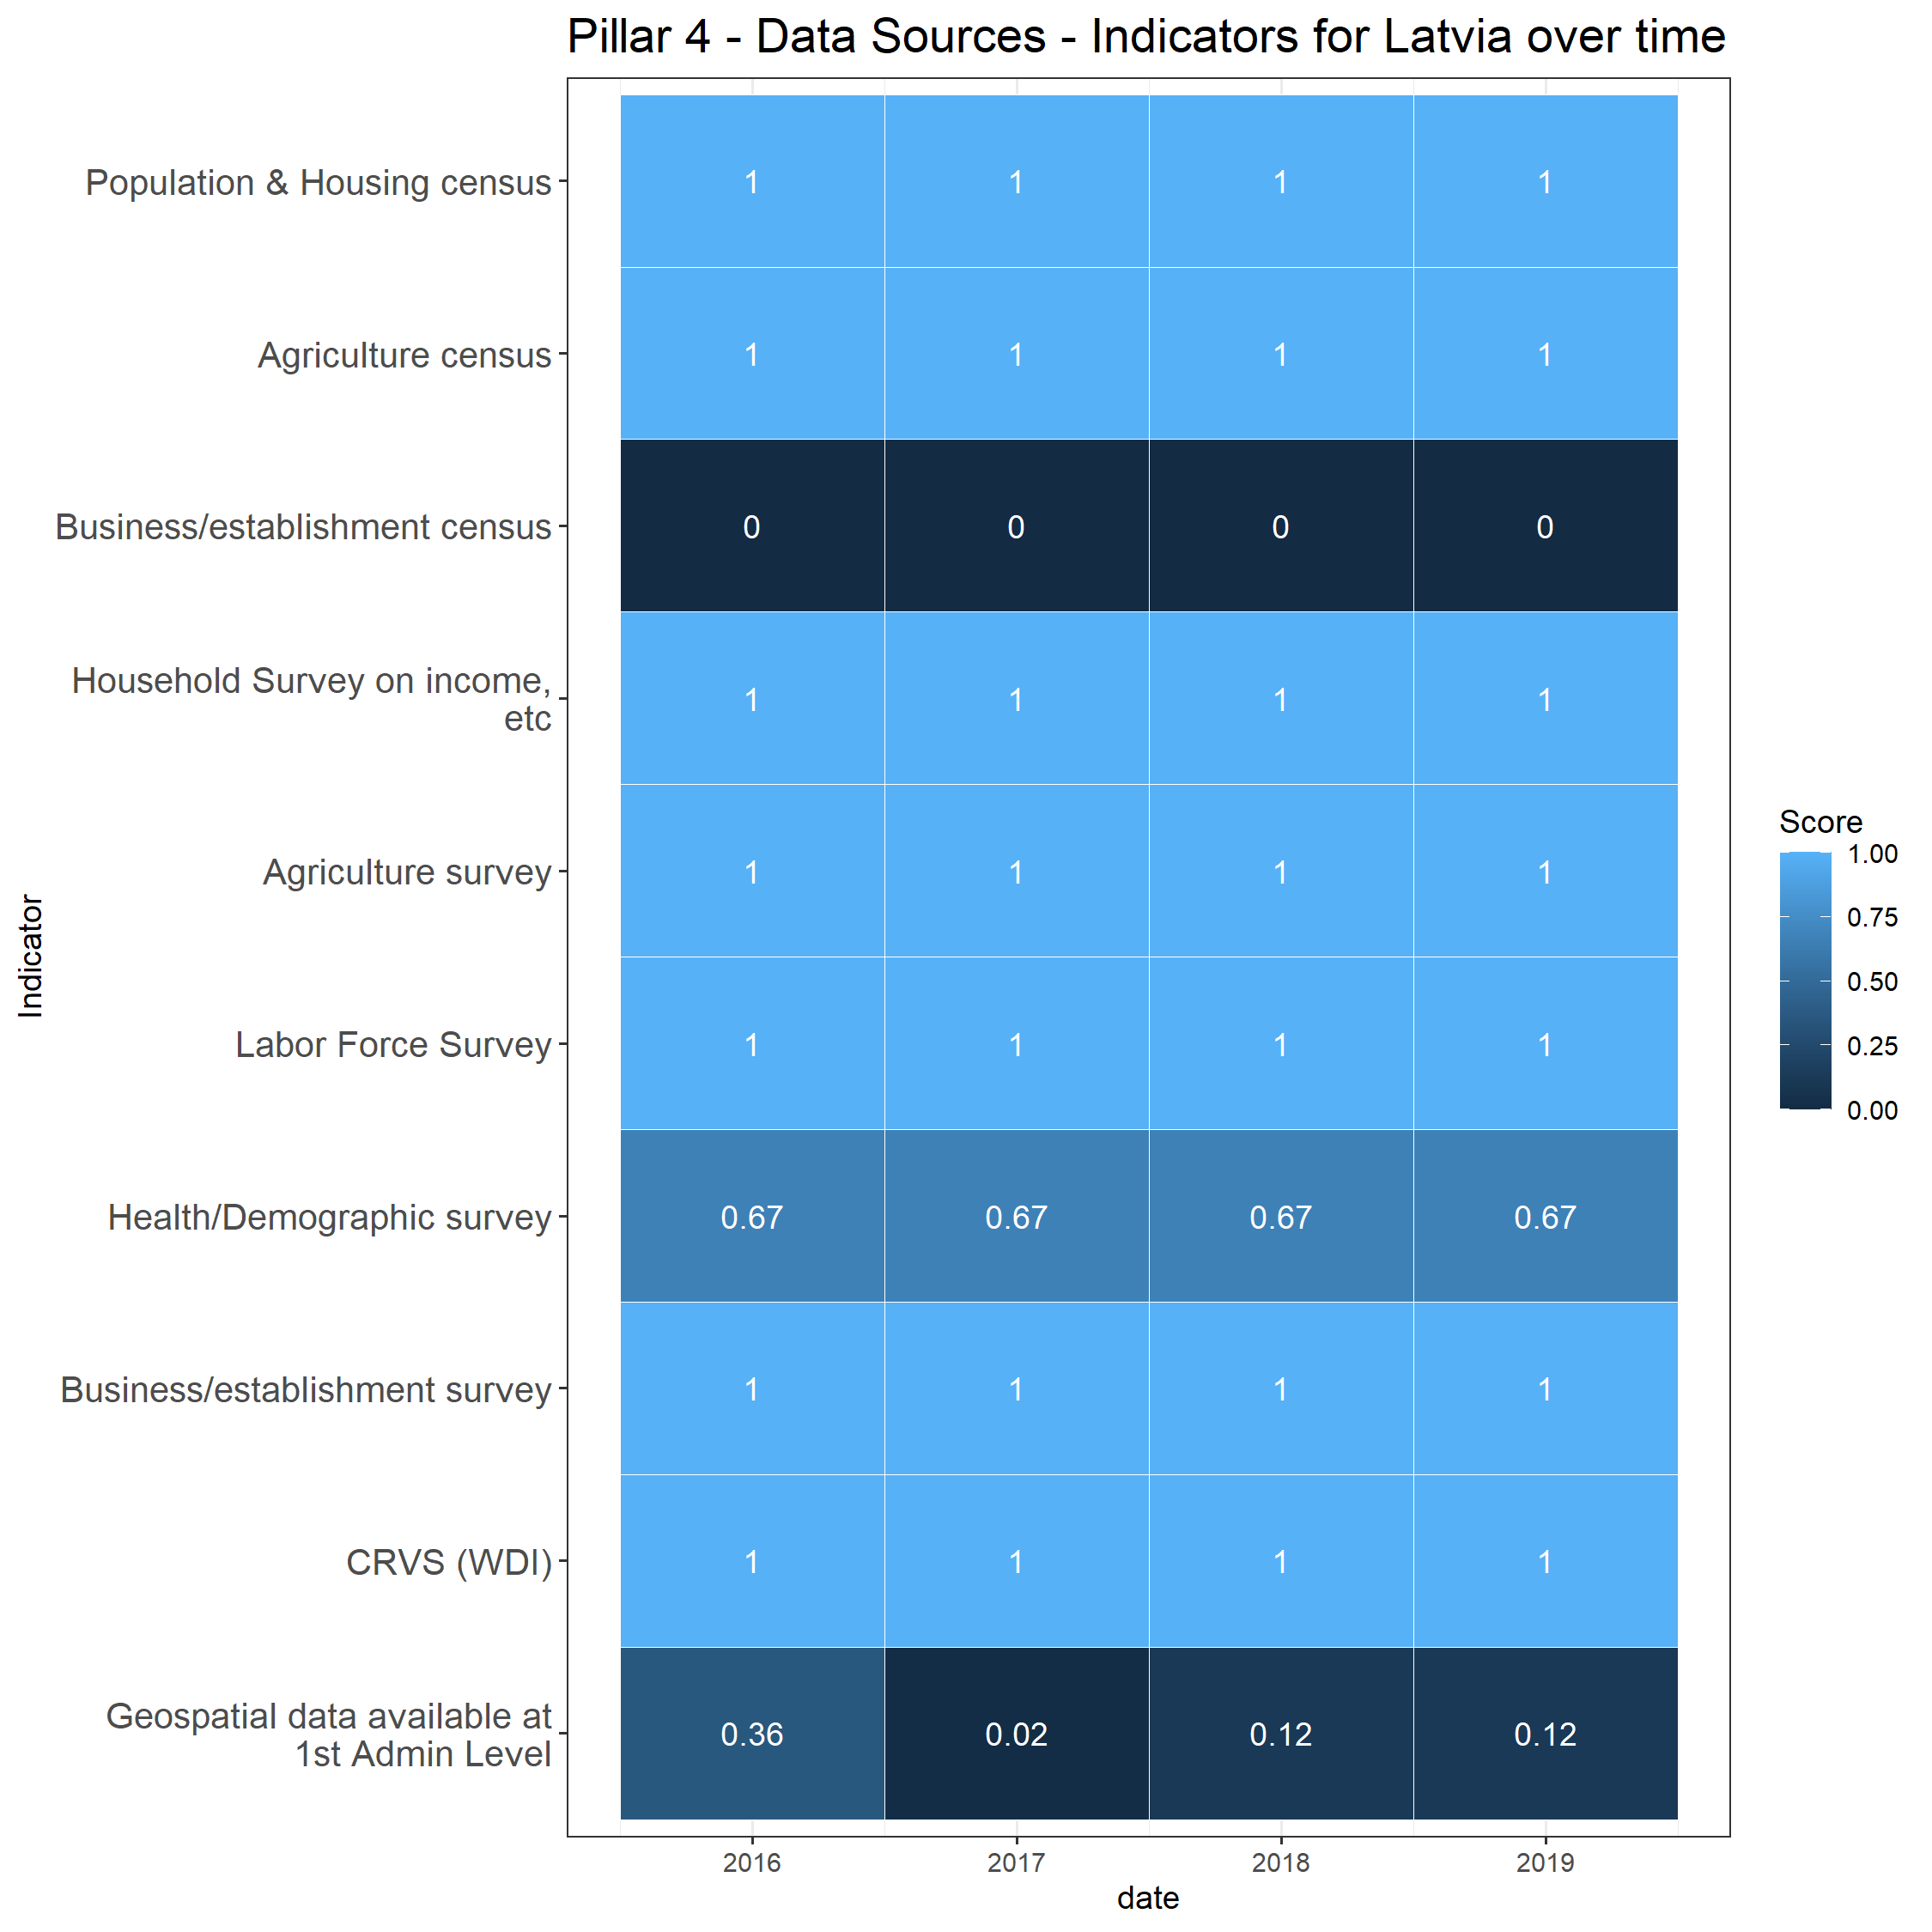 Pillar 4 - Data Sources - Indicators for Latvia over time
Population & Housing census
1 1 1 1
Agriculture census
1 1 1 1
Business/establishment census
0 0 0 0
Household Survey on income,
etc
1 1 1 1
Agriculture survey
1 1 1 1
Labor Force Survey
1 1 1 1
Health/Demographic survey
0.67 0.67 0.67 0.67
Business/establishment survey
1 1 1 1
CRVS (WDI)
1 1 1 1
Geospatial data available at
1st Admin Level
0.36 0.02 0.12 0.12
2016 2017 2018 2019
date
Indicator
Score
1.00
0.75
0.50
0.25
0.00